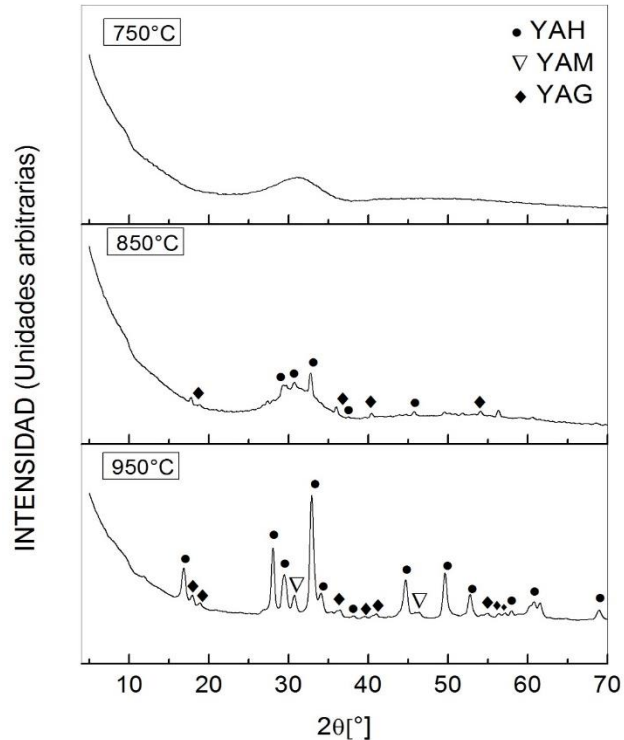 750°C
● YAH
▽ YAM
◆ YAG
850°C
950°C
INTENSIDAD (Unidades arbitrarias)
10 20 30 40 50 60 70
2θ[°]